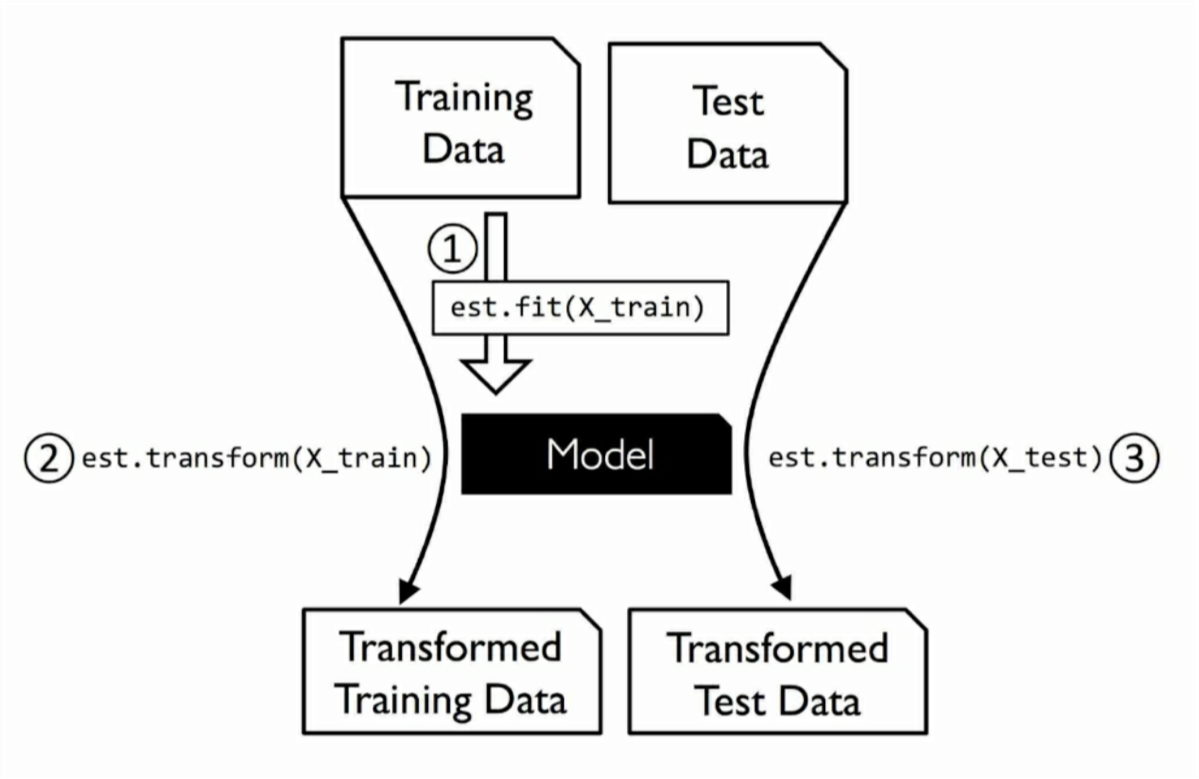 Training
Data
Test
Data
①
est.fit(X_train)
② est.transform(X_train)
Model
est.transform(X_test) ③
Transformed
Training Data
Transformed
Test Data